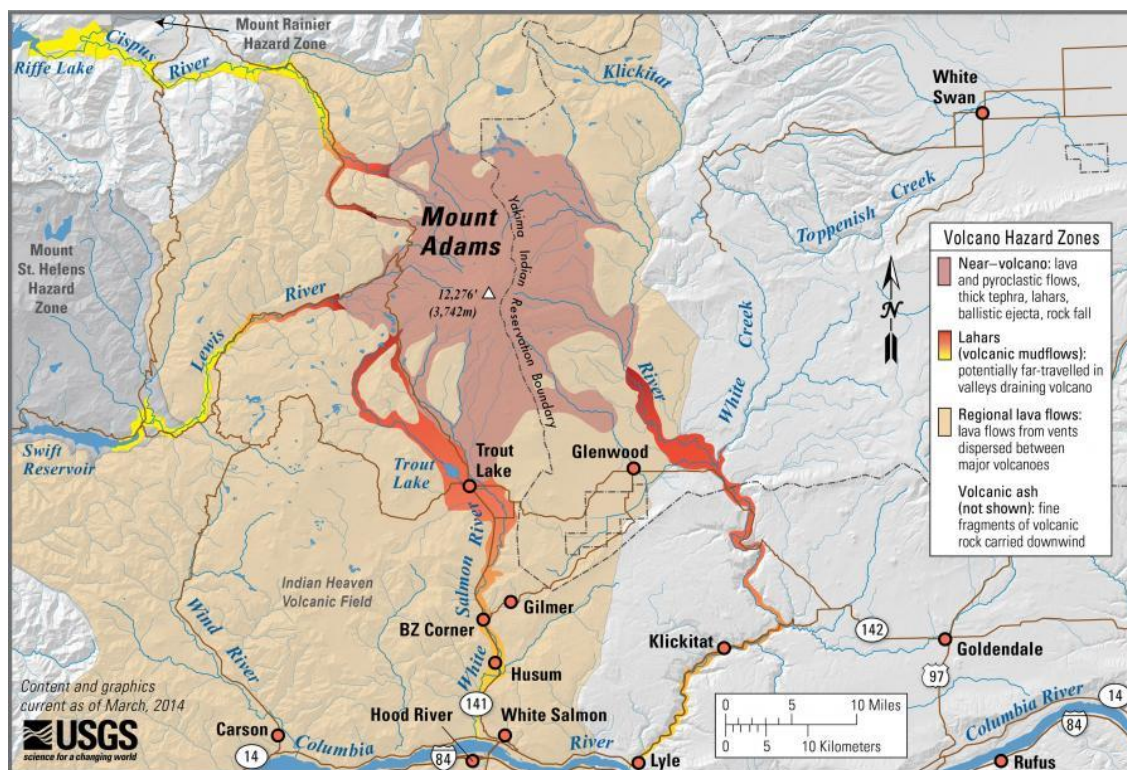 Mount Rainier
Hazard Zone
Cispus
River
Riffe Lake
Klickitat
White
Swan
Toppenish Creek
Mount
St. Helens
Hazard
Zone
Mount
Adams
12,276'
(3,742m)
Yakima Indian Reservation Boundary
Lewis River
River
White Creek
N
Volcano Hazard Zones
Near–volcano: lava
and pyroclastic flows,
thick tephra, lahars,
ballistic ejecta, rock fall
Lahars
(volcanic mudflows):
potentially far-travelled in
valleys draining volcano
Regional lava flows:
lava flows from vents
dispersed between
major volcanoes
Volcanic ash
(not shown): fine
fragments of volcanic
rock carried downwind
Swift
Reservoir
Trout
Lake
Trout
Lake
Glenwood
Indian Heaven
Volcanic Field
White Salmon River
Gilmer
BZ Corner
Husum
Wind
River
Klickitat
142
Goldendale
97
Content and graphics
current as of March, 2014
USGS
science for a changing world
141
Hood River
White Salmon
Carson
14
Columbia River
84
Lyle
0 5 10 Miles
0 5 10 Kilometers
Columbia River
14
84
Rufus